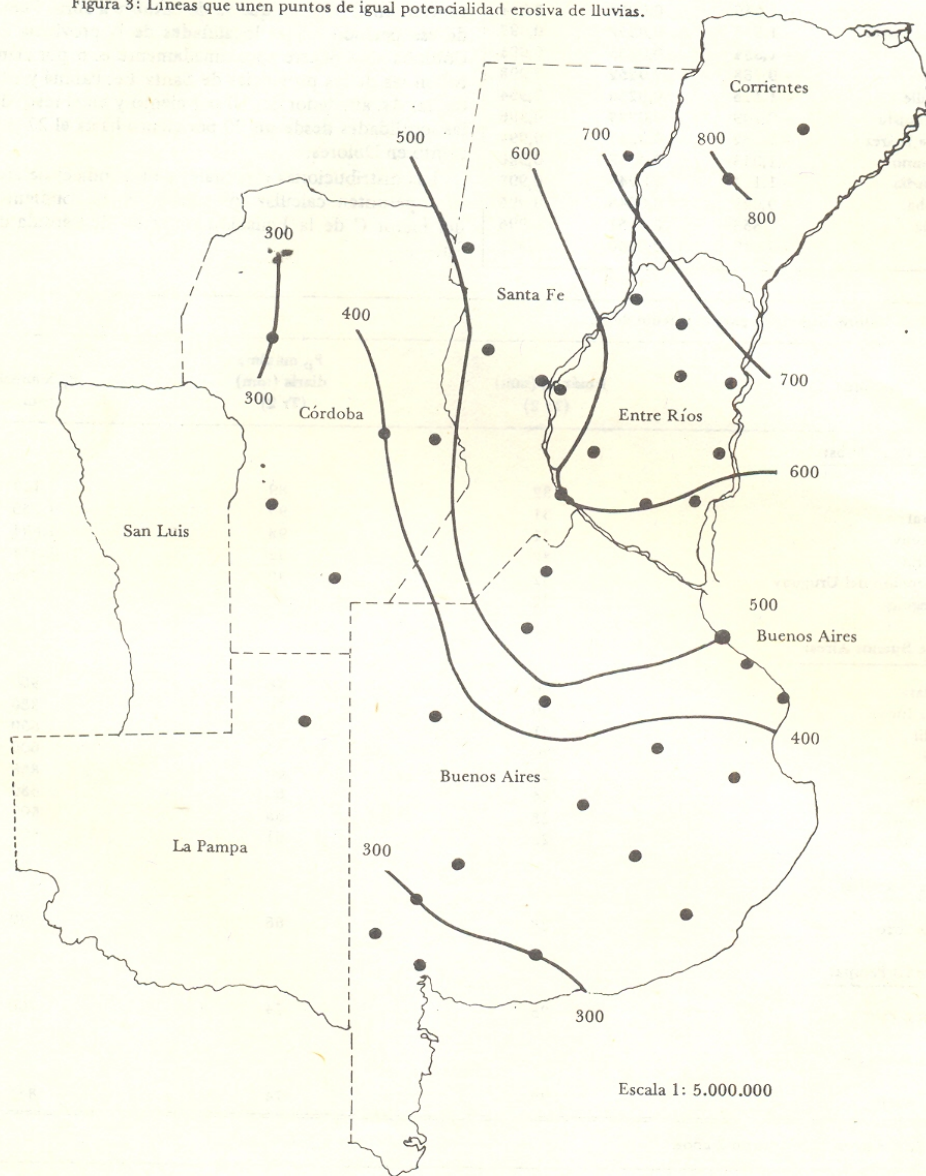 Figura 3: Líneas que unen puntos de igual potencialidad erosiva de lluvias.
Corrientes
500
600
700
800
800
300
Santa Fe
400
300
Córdoba
700
Entre Ríos
600
San Luis
500
Buenos Aires
400
Buenos Aires
La Pampa
300
300
Escala 1: 5.000.000